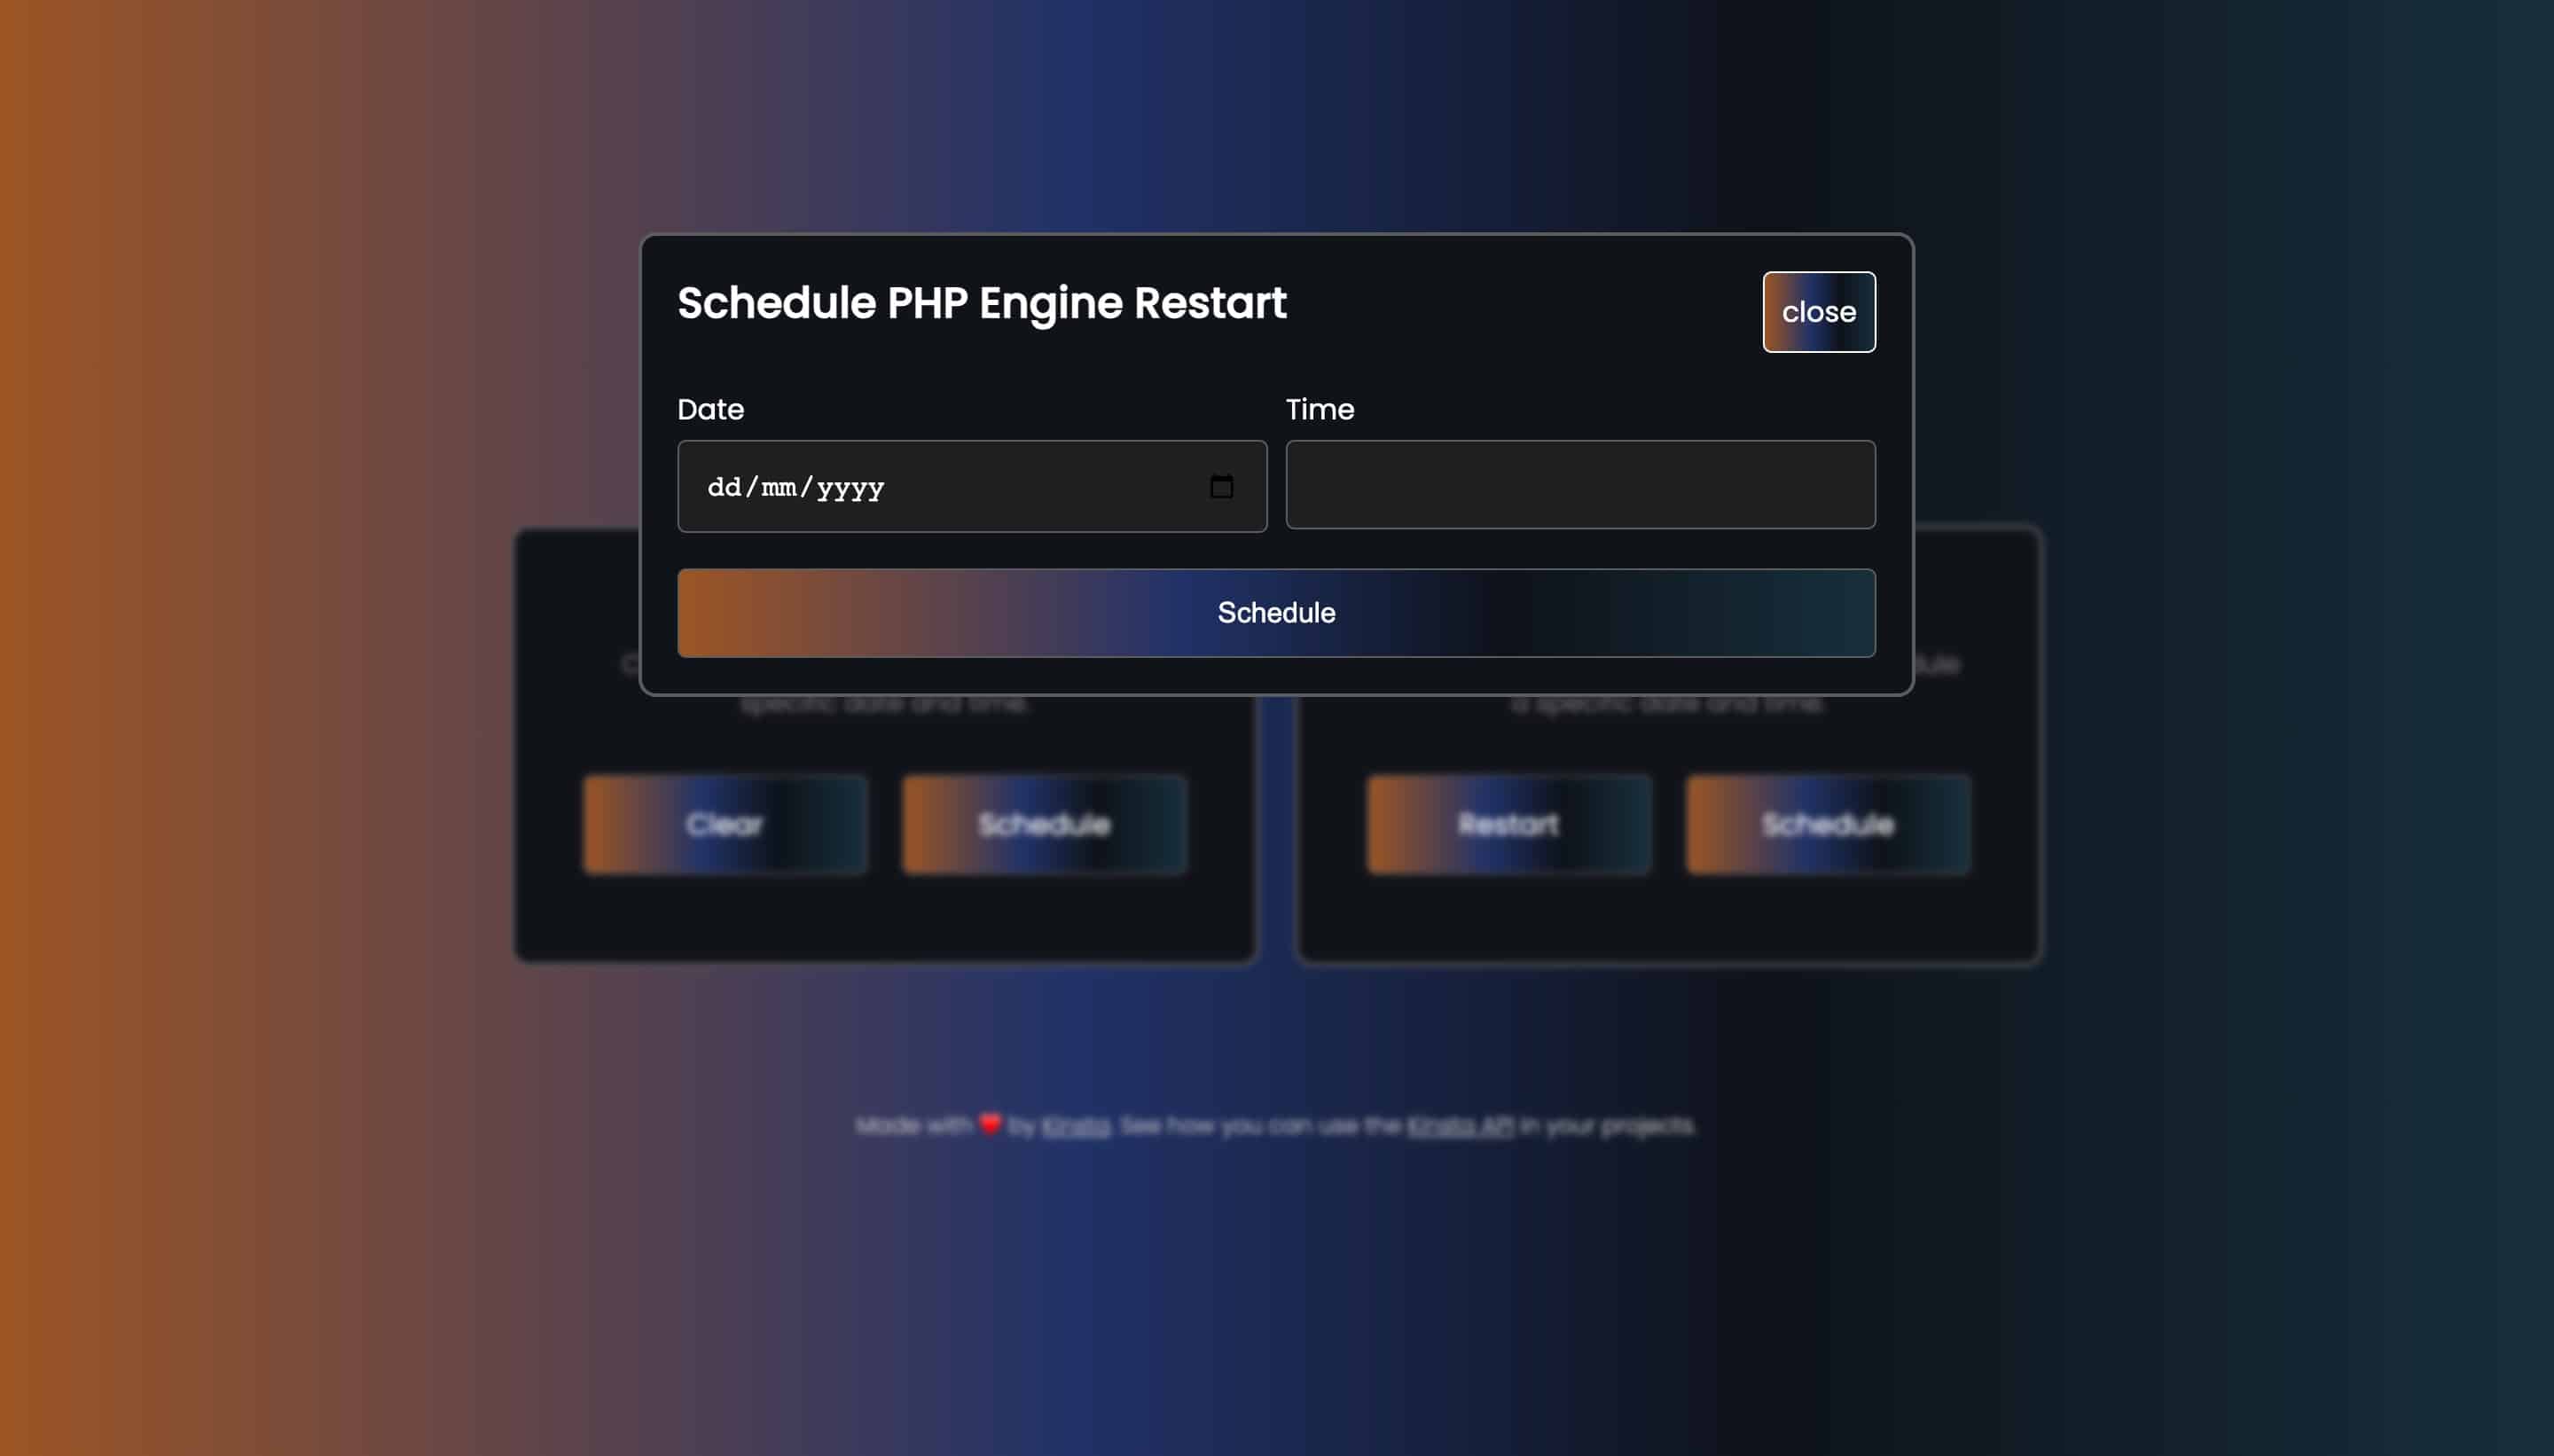 Schedule PHP Engine Restart
close
Date
Time
dd/mm/yyyy
Schedule
specific date and time.
a specific date and time.
Clear
Schedule
Restart
Schedule
Made with ❤️ by Kinsta. See how you can use the Kinsta API in your projects.